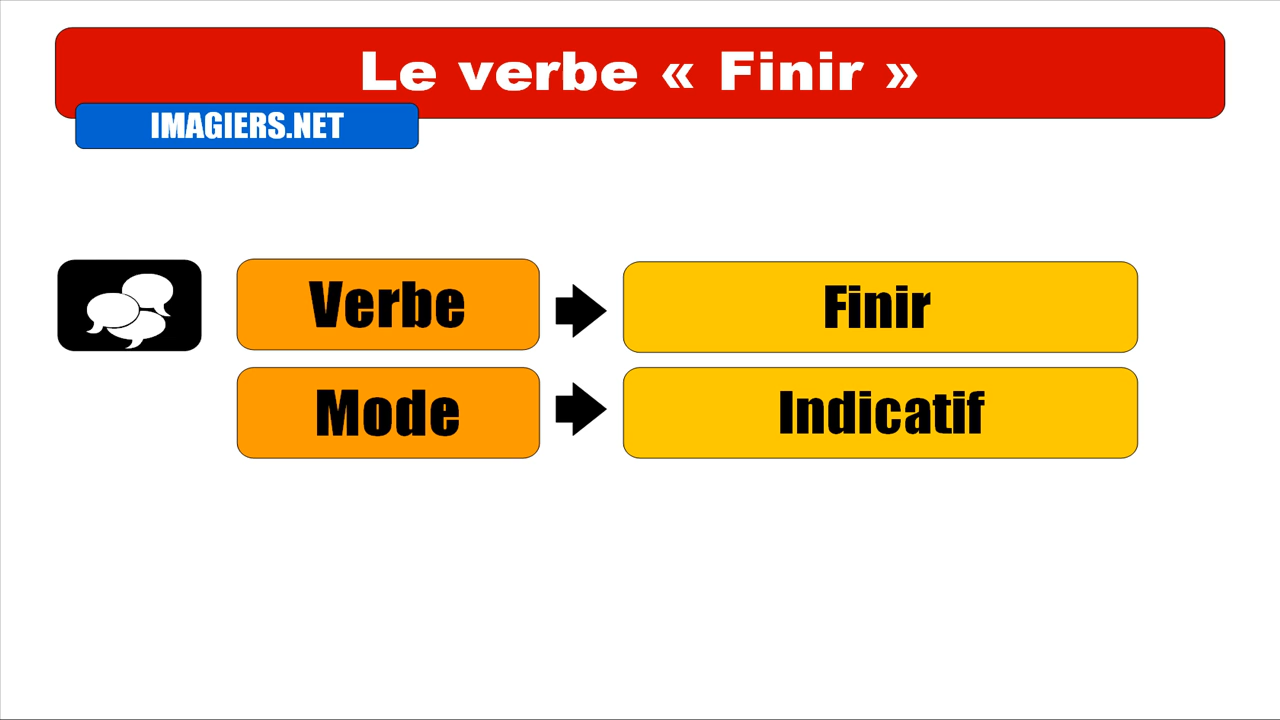 Le verbe « Finir »
IMAGIERS.NET
Verbe Finir
Mode Indicatif